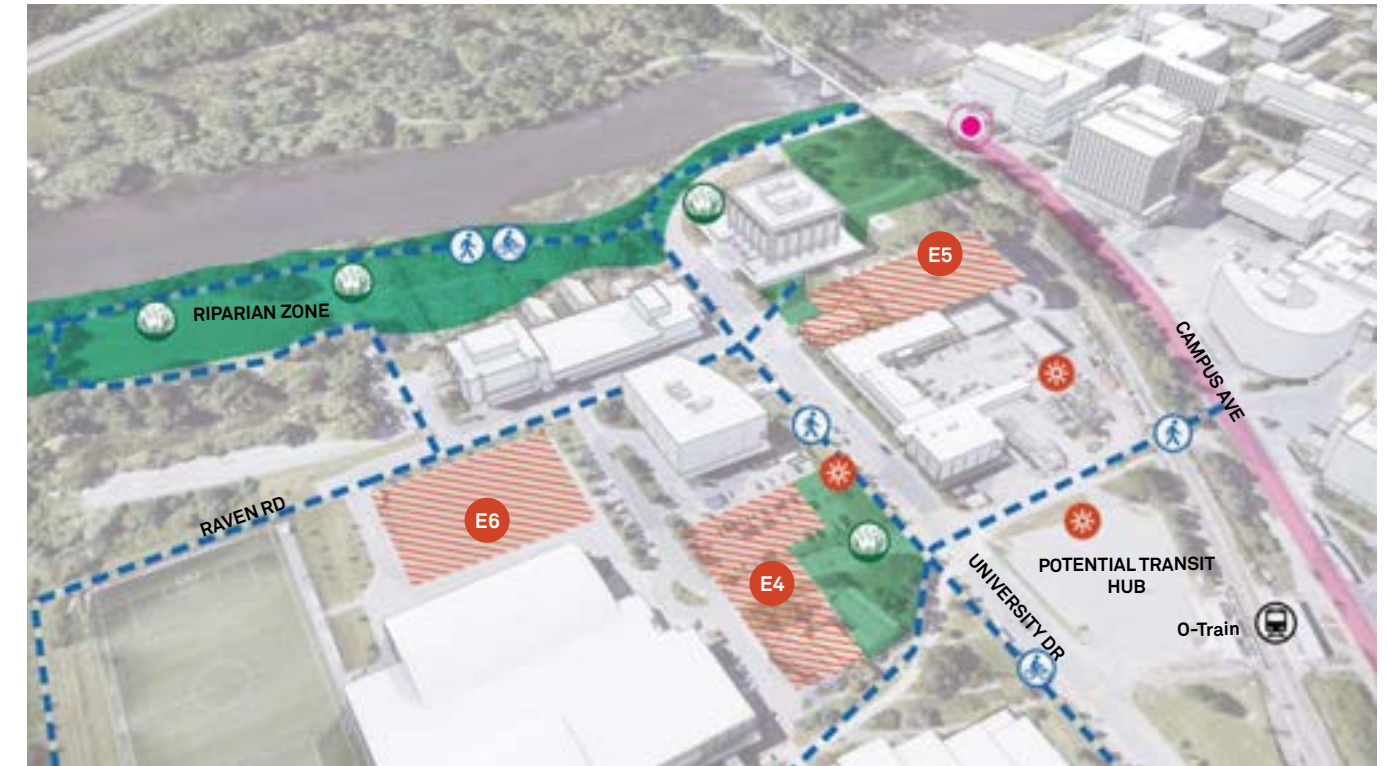 E5
RIPARIAN ZONE
CAMPUS AVE
RAVEN RD
E6
E4
UNIVERSITY DR
POTENTIAL TRANSIT
HUB
O-Train